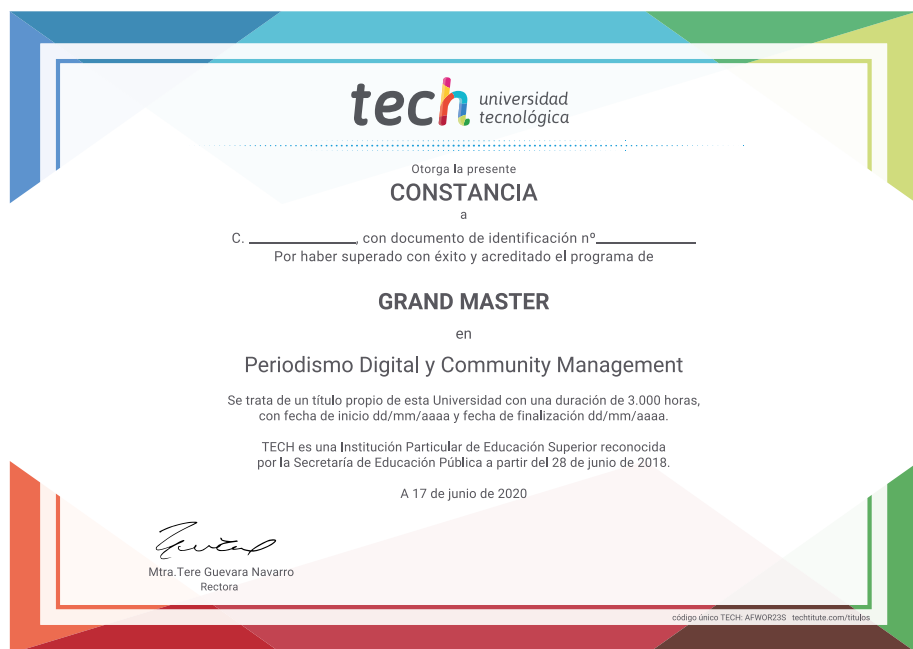 tech universidad
tecnológica
Otorga la presente
CONSTANCIA
a
C. ____________, con documento de identificación nº____________
Por haber superado con éxito y acreditado el programa de
GRAND MASTER
en
Periodismo Digital y Community Management
Se trata de un título propio de esta Universidad con una duración de 3.000 horas,
con fecha de inicio dd/mm/aaaa y fecha de finalización dd/mm/aaaa.
TECH es una Institución Particular de Educación Superior reconocida
por la Secretaría de Educación Pública a partir del 28 de junio de 2018.
A 17 de junio de 2020
Mtra.Tere Guevara Navarro
Rectora
código único TECH: AFWOR23S techtitute.com/titulos